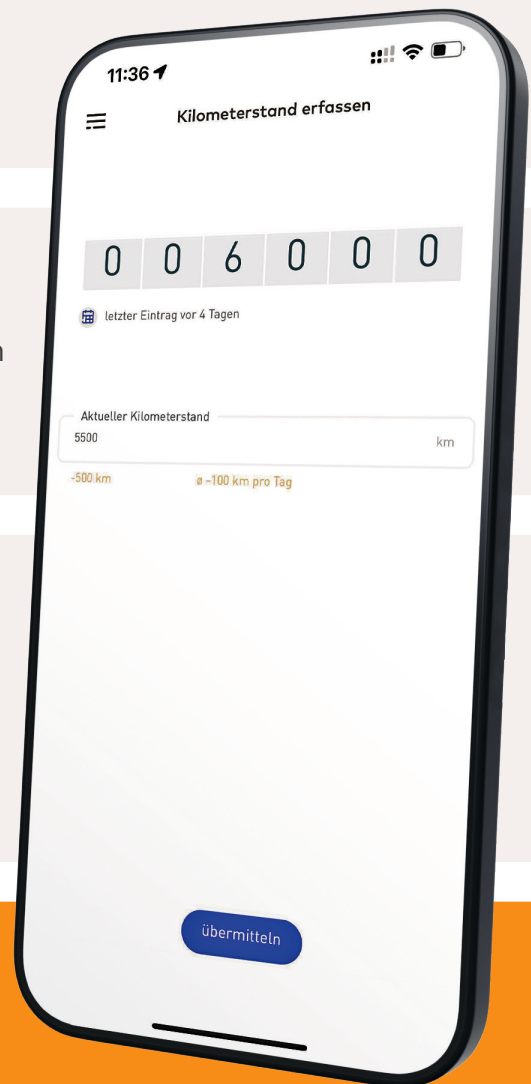 11:36
Kilometerstand erfassen
0 0 6 0 0 0
letzter Eintrag vor 4 Tagen
Aktueller Kilometerstand
5500 km
-500 km ø ~100 km pro Tag
übermitteln